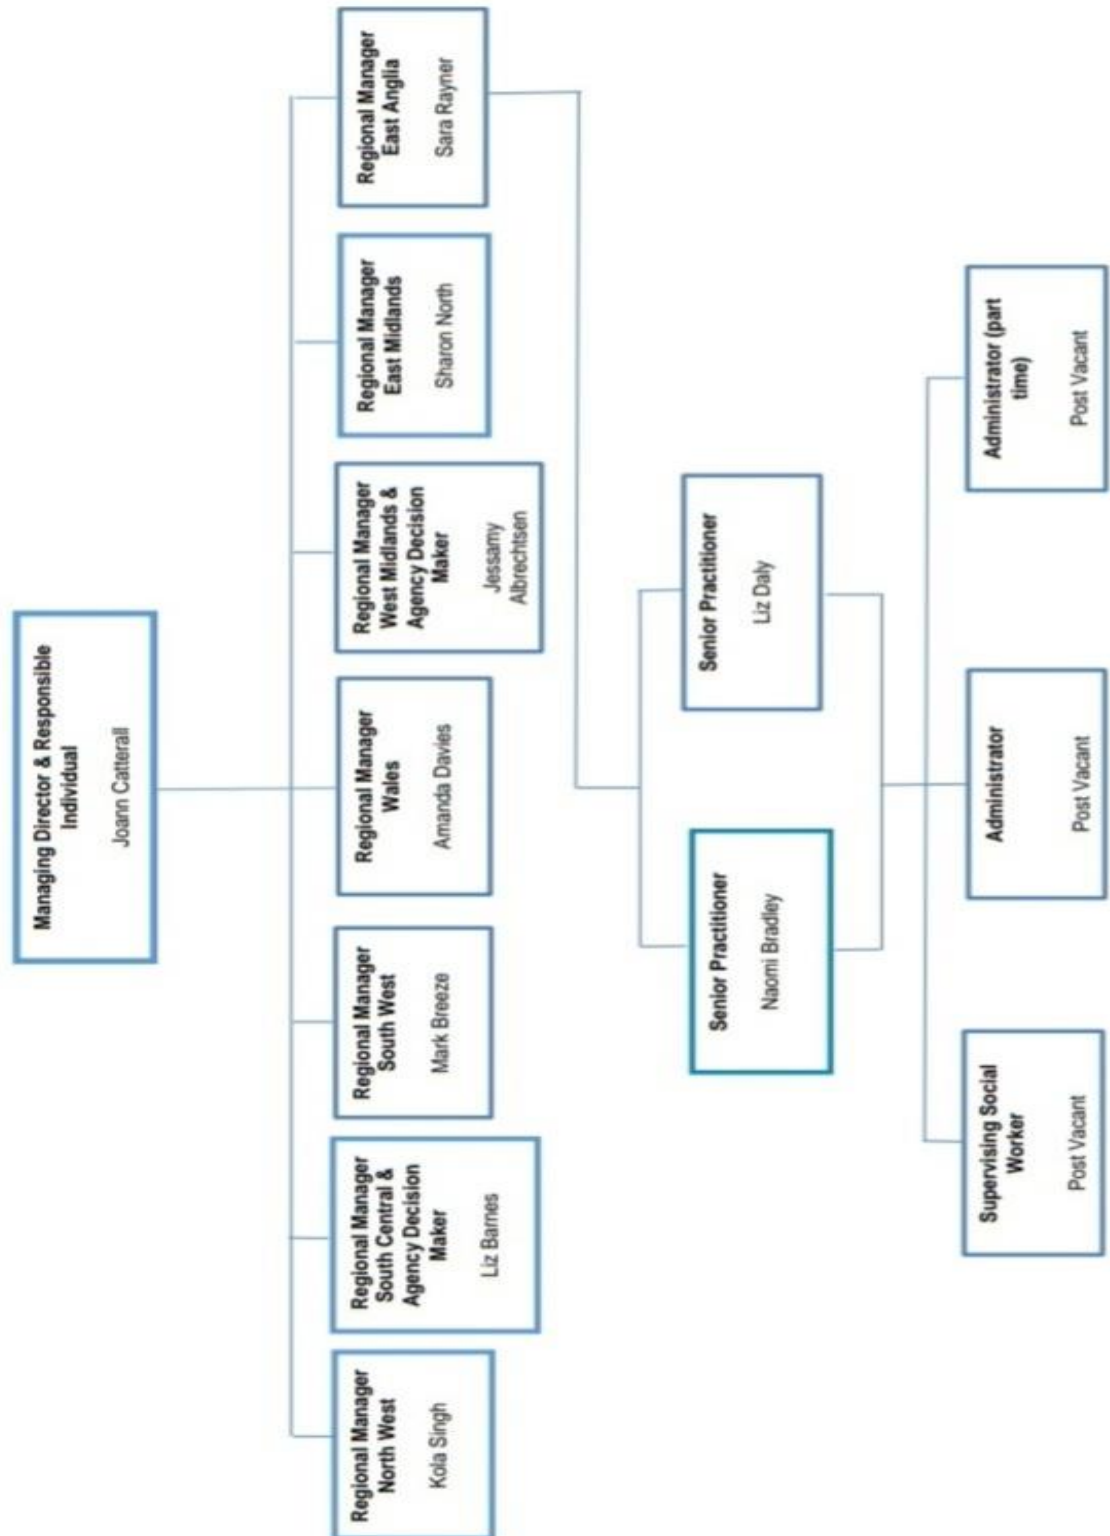 Managing Director & Responsible
Individual
Joann Catterall
Regional Manager
North West
Kola Singh
Regional Manager
South Central &
Agency Decision
Maker
Liz Barnes
Regional Manager
South West
Mark Breeze
Regional Manager
Wales
Amanda Davies
Regional Manager
West Midlands &
Agency Decision
Maker
Jessamy
Albrechtsen
Regional Manager
East Midlands
Sharon North
Regional Manager
East Anglia
Sara Rayner
Senior Practitioner
Naomi Bradley
Senior Practitioner
Liz Daly
Supervising Social
Worker
Post Vacant
Administrator
Post Vacant
Administrator (part
time)
Post Vacant